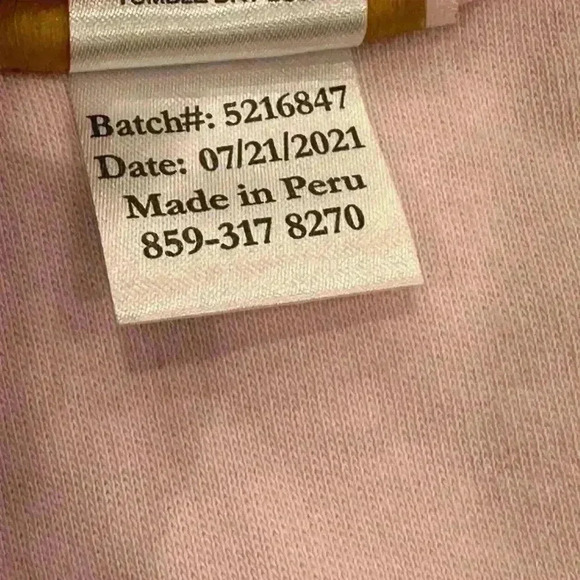 Batch#: 5216847
Date: 07/21/2021
Made in Peru
859-317 8270